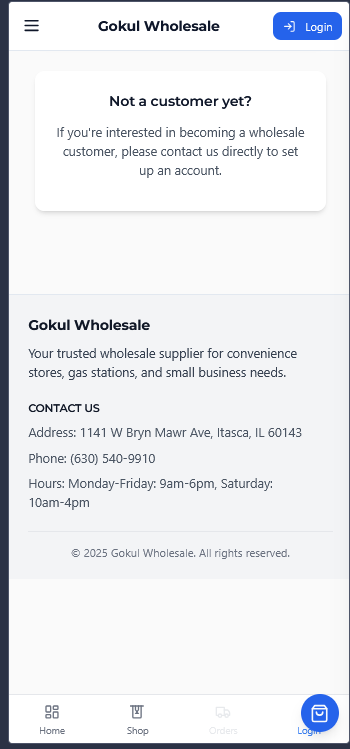 Gokul Wholesale
Login
Not a customer yet?
If you're interested in becoming a wholesale
customer, please contact us directly to set
up an account.
Gokul Wholesale
Your trusted wholesale supplier for convenience
stores, gas stations, and small business needs.
CONTACT US
Address: 1141 W Bryn Mawr Ave, Itasca, IL 60143
Phone: (630) 540-9910
Hours: Monday-Friday: 9am-6pm, Saturday:
10am-4pm
© 2025 Gokul Wholesale. All rights reserved.
Home
Shop
Orders
Login